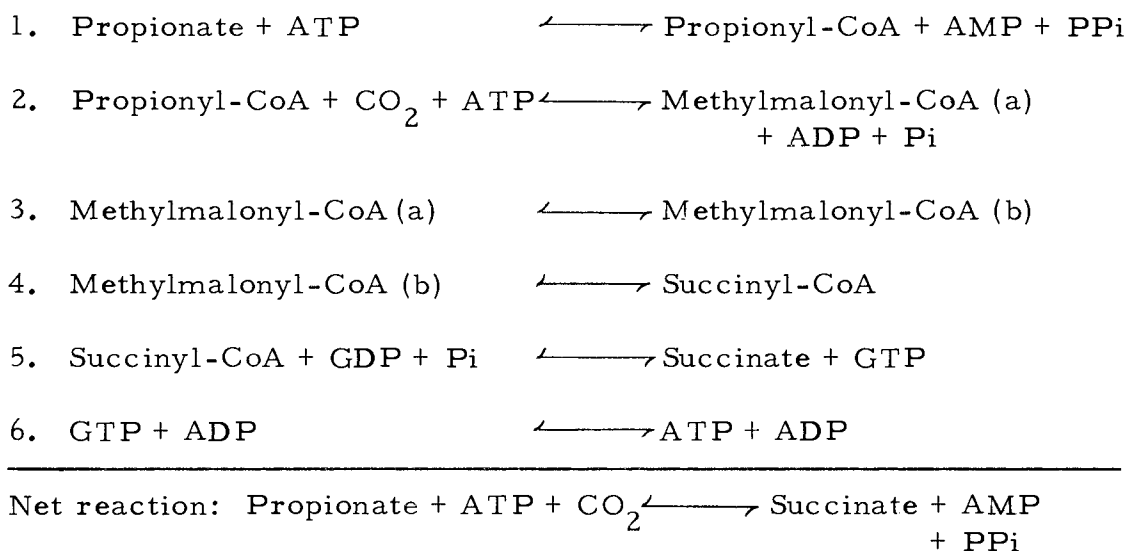 1. Propionate + ATP ⟷ Propionyl-CoA + AMP + PPi
2. Propionyl-CoA + CO₂ + ATP ⟷ Methylmalonyl-CoA (a)
+ ADP + Pi
3. Methylmalonyl-CoA (a) ⟷ Methylmalonyl-CoA (b)
4. Methylmalonyl-CoA (b) ⟷ Succinyl-CoA
5. Succinyl-CoA + GDP + Pi ⟷ Succinate + GTP
6. GTP + ADP ⟷ ATP + ADP
Net reaction: Propionate + ATP + CO₂ ⟷ Succinate + AMP
+ PPi